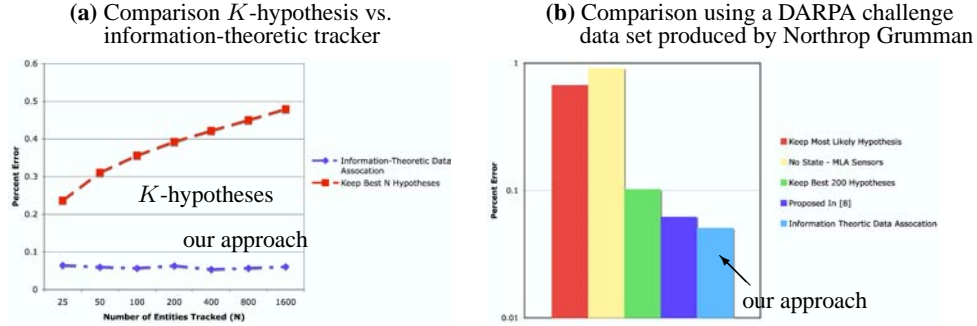 (a) Comparison K-hypothesis vs.
information-theoretic tracker
0.6
0.5
0.4
0.3
0.2
0.1
0
Percent Error
25 50 100 200 400 800 1600
Number of Entities Tracked (N)
K-hypotheses
our approach
Information-Theoretic Data
Assocation
Keep Best N Hypotheses
(b) Comparison using a DARPA challenge
data set produced by Northrop Grumman
1
0.1
0.01
Percent Error
Keep Most Likely Hypothesis
No State - MLA Sensors
Keep Best 200 Hypotheses
Proposed In [8]
Information Theortic Data Assocation
our approach